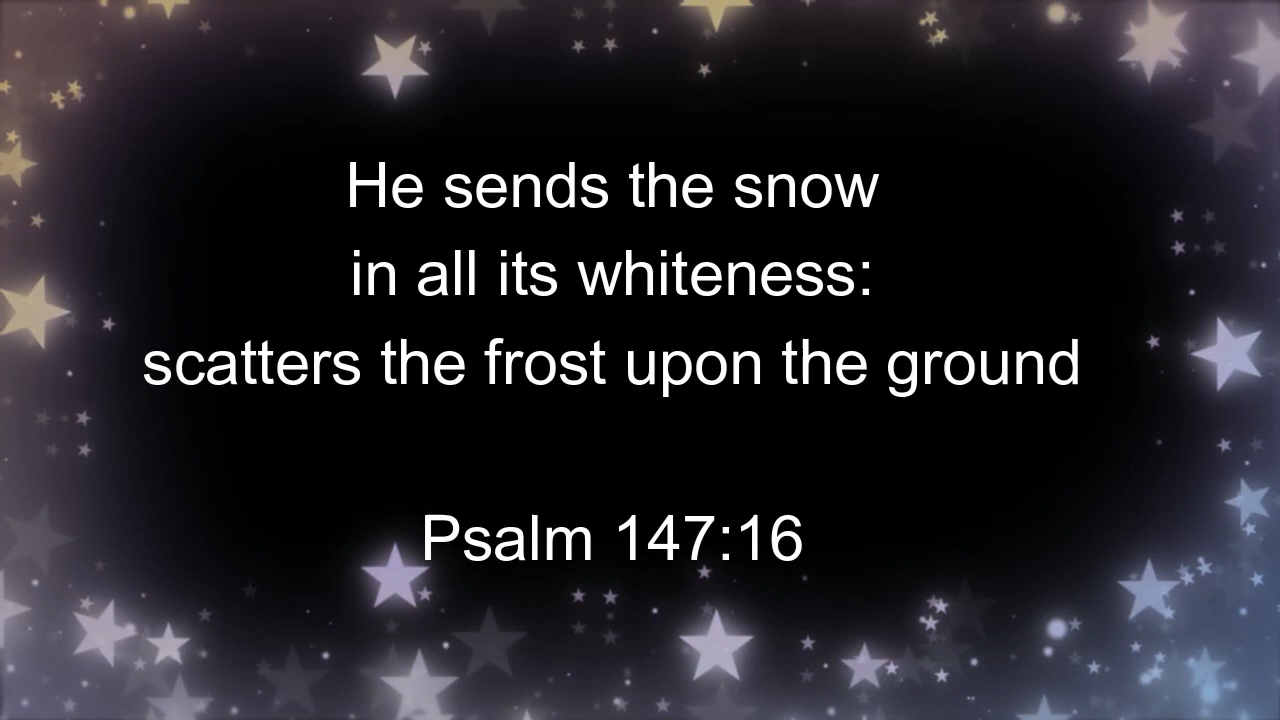 He sends the snow
in all its whiteness:
scatters the frost upon the ground
Psalm 147:16